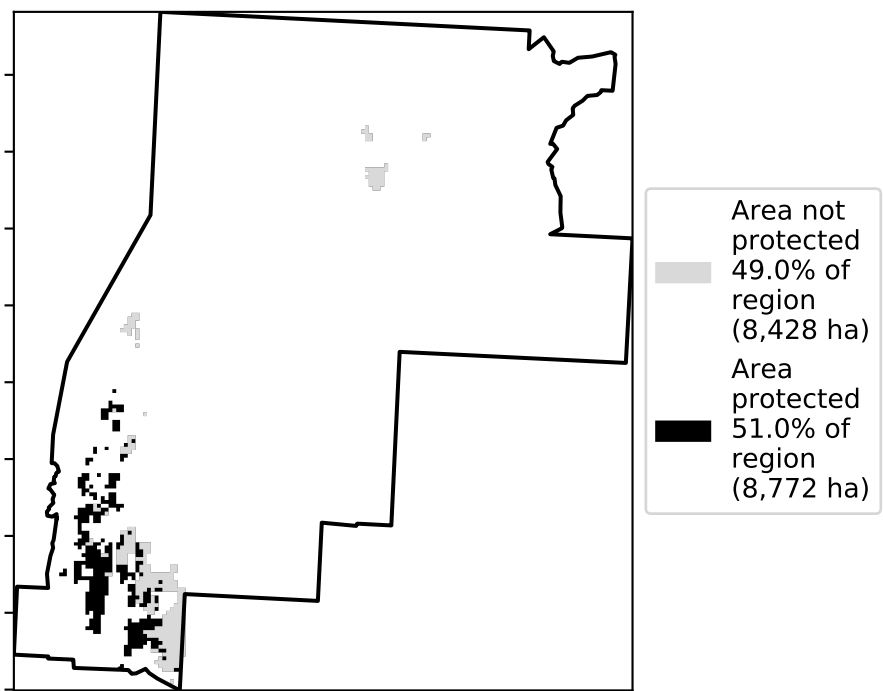 Area not
protected
49.0% of
region
(8,428 ha)
Area
protected
51.0% of
region
(8,772 ha)